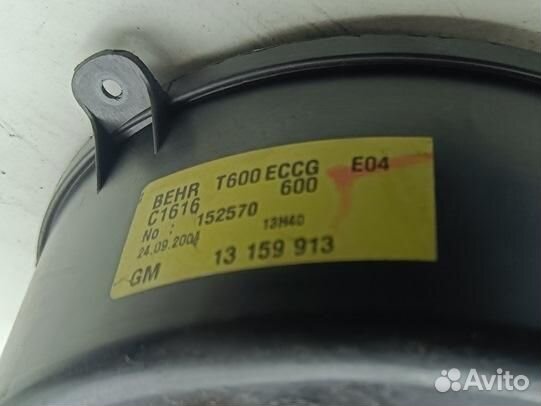 BEHR T600 ECCG E04
C1616 600
No : 152570 13H40
24.09.2004
GM 13 159 913
Avito